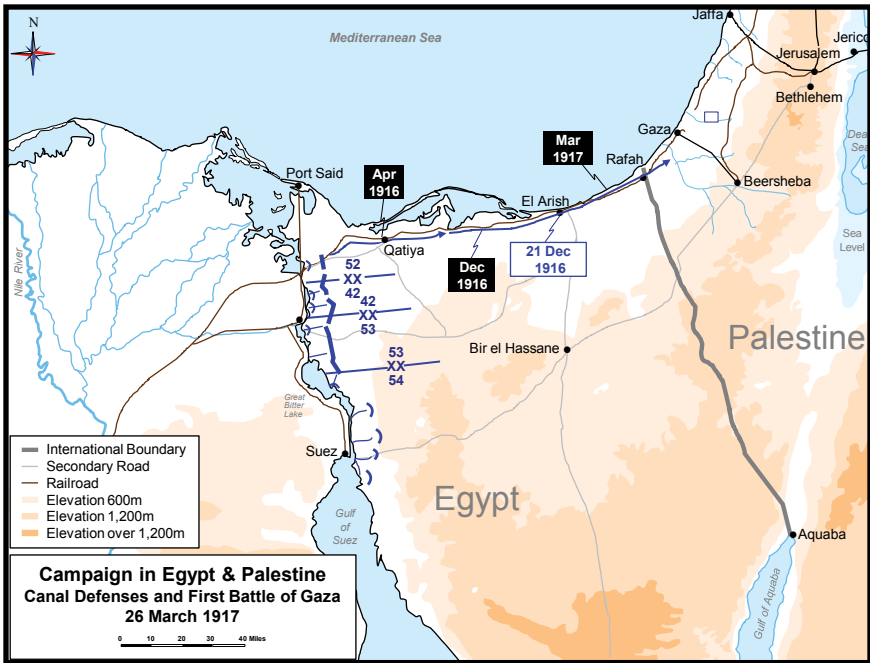 N
Mediterranean Sea
Jaffa
Jerico
Jerusalem
Bethlehem
Gaza
Dead
Sea
Mar
1917
Rafah
Beersheba
Port Said
Apr
1916
El Arish
Sea
Level
Qatiya
21 Dec
1916
Dec
1916
Nile River
52
XX
42
42
XX
53
Palestine
Bir el Hassane
53
XX
54
Great
Bitter
Lake
Suez
Egypt
Gulf
of
Suez
Aquaba
Gulf of Aquaba
International Boundary
Secondary Road
Railroad
Elevation 600m
Elevation 1,200m
Elevation over 1,200m
Campaign in Egypt & Palestine
Canal Defenses and First Battle of Gaza
26 March 1917
0 10 20 30 40 Miles